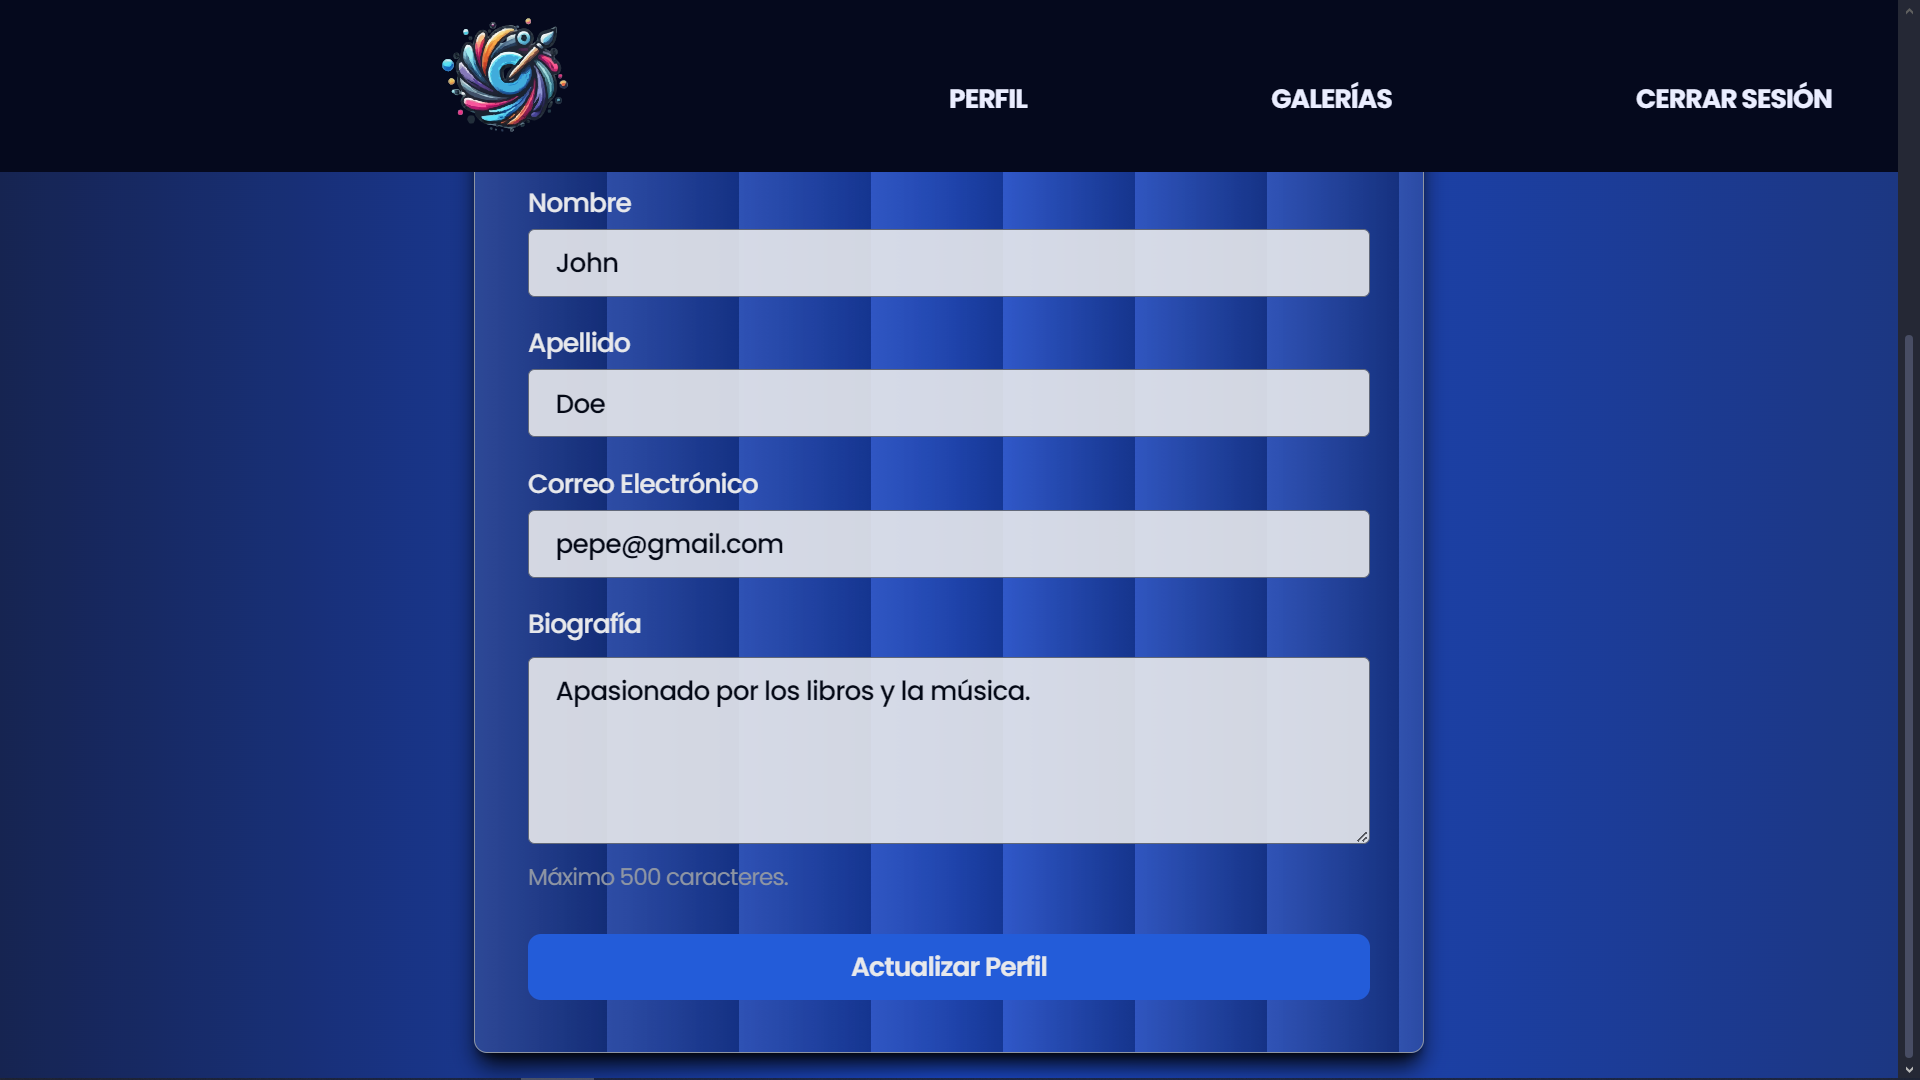 PERFIL
GALERÍAS
CERRAR SESIÓN
Nombre
John
Apellido
Doe
Correo Electrónico
pepe@gmail.com
Biografía
Apasionado por los libros y la música.
Máximo 500 caracteres.
Actualizar Perfil